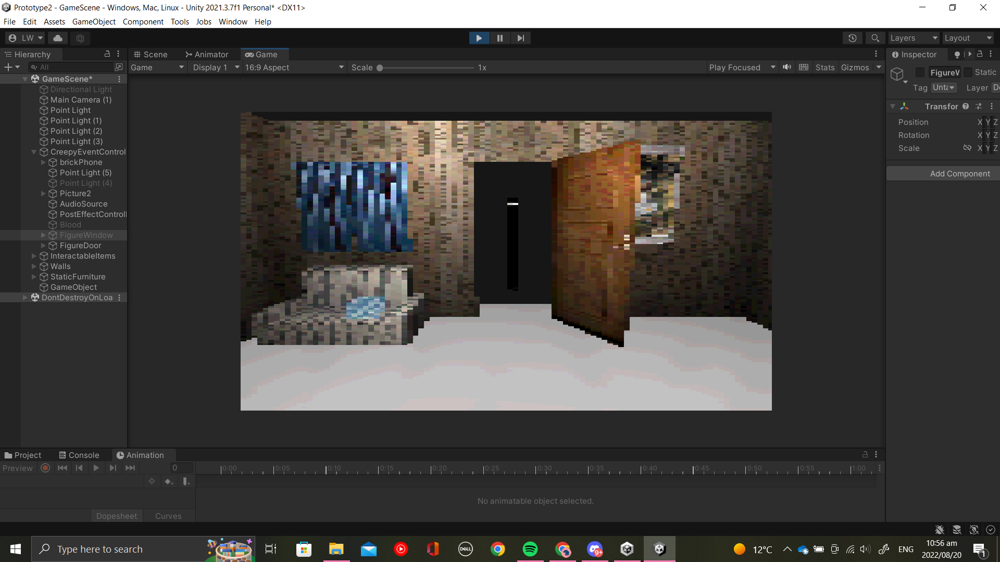 Prototype2 - GameScene - Windows, Mac, Linux - Unity 2021.3.7f1 Personal* <DX11>
File Edit Assets GameObject Component Tools Jobs Window Help
LW Layers Layout
Hierarchy Scene Animator Game Inspector
All Game Display 1 16:9 Aspect Scale 1x Play Focused Stats Gizmos
FigureV Static
Tag Unta Layer De
GameScene*
Directional Light
Main Camera (1)
Point Light
Point Light (1)
Point Light (2)
Point Light (3)
CreepyEventControl
brickPhone
Point Light (5)
Point Light (4)
Picture2
AudioSource
PostEffectControll
Blood
FigureWindow
FigureDoor
InteractableItems
Walls
StaticFurniture
GameObject
DontDestroyOnLoa
Transfor
Position X Y Z
Rotation X Y Z
Scale X Y Z
Add Component
Project Console Animation
Preview 0 0:00 0:05 0:10 0:15 0:20 0:25 0:30 0:35 0:40 0:45 0:50 0:55 1:00
No animatable object selected.
Dopesheet Curves
Type here to search DELL 9+ 12°C ENG 10:56 am
2022/08/20 1